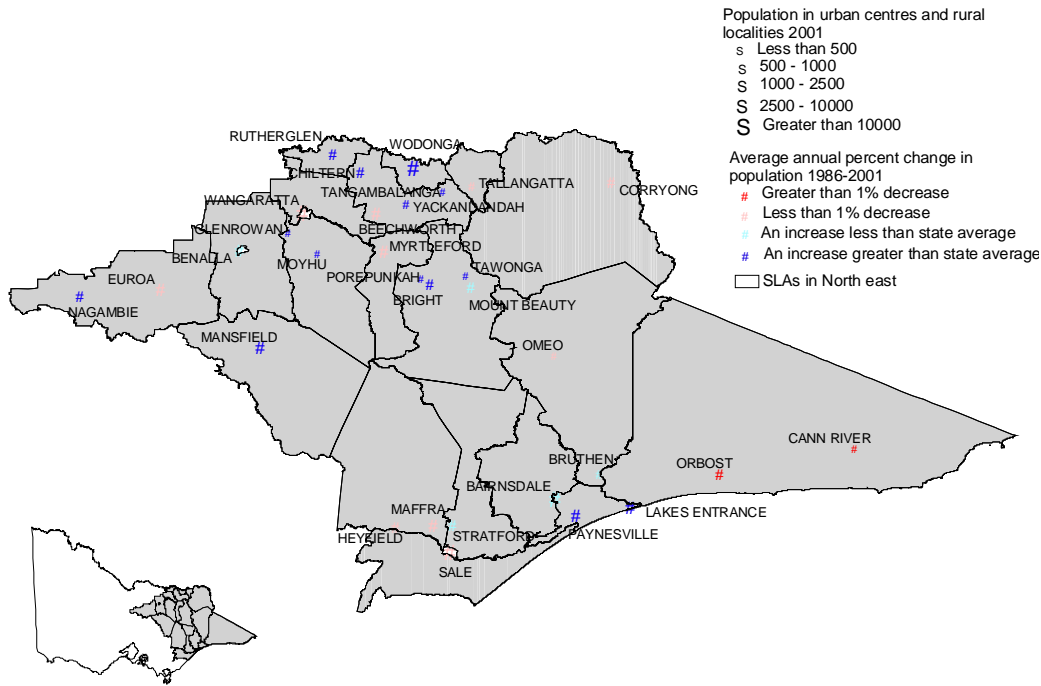 Population in urban centres and rural
localities 2001
S Less than 500
S 500 - 1000
S 1000 - 2500
S 2500 - 10000
S Greater than 10000
Average annual percent change in
population 1986-2001
# Greater than 1% decrease
# Less than 1% decrease
# An increase less than state average
# An increase greater than state average
SLAs in North east
RUTHERGLEN
WODONGA
CHILTERN
TANGAMBALANGA
TALLANGATTA
CORRYONG
WANGARATTA
YACKANDANDAH
GLENROWAN
BEECHWORTH
BENALLA
MOYHU
MYRTLEFORD
EUROA
POREPUNKAH
TAWONGA
NAGAMBIE
BRIGHT
MOUNT BEAUTY
MANSFIELD
OMEO
CANN RIVER
BRUTHEN
ORBOST
BAIRNSDALE
MAFFRA
LAKES ENTRANCE
HEYFIELD
STRATFORD
PAYNESVILLE
SALE